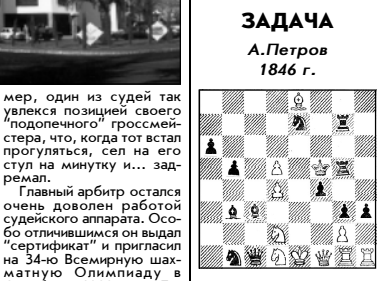 мер, один из судей так
увлекся позицией своего
"подопечного" гроссмей-
стера, что, когда тот встал
прогуляться, сел на его
стул на минутку и... зад-
ремал.
Главный арбитр остался
очень доволен работой
судейского аппарата. Осо-
бо отличившимся он выдал
"сертификат" и пригласил
на 34-ю Всемирную шах-
матную Олимпиаду в
ЗАДАЧА
А.Петров
1846 г.